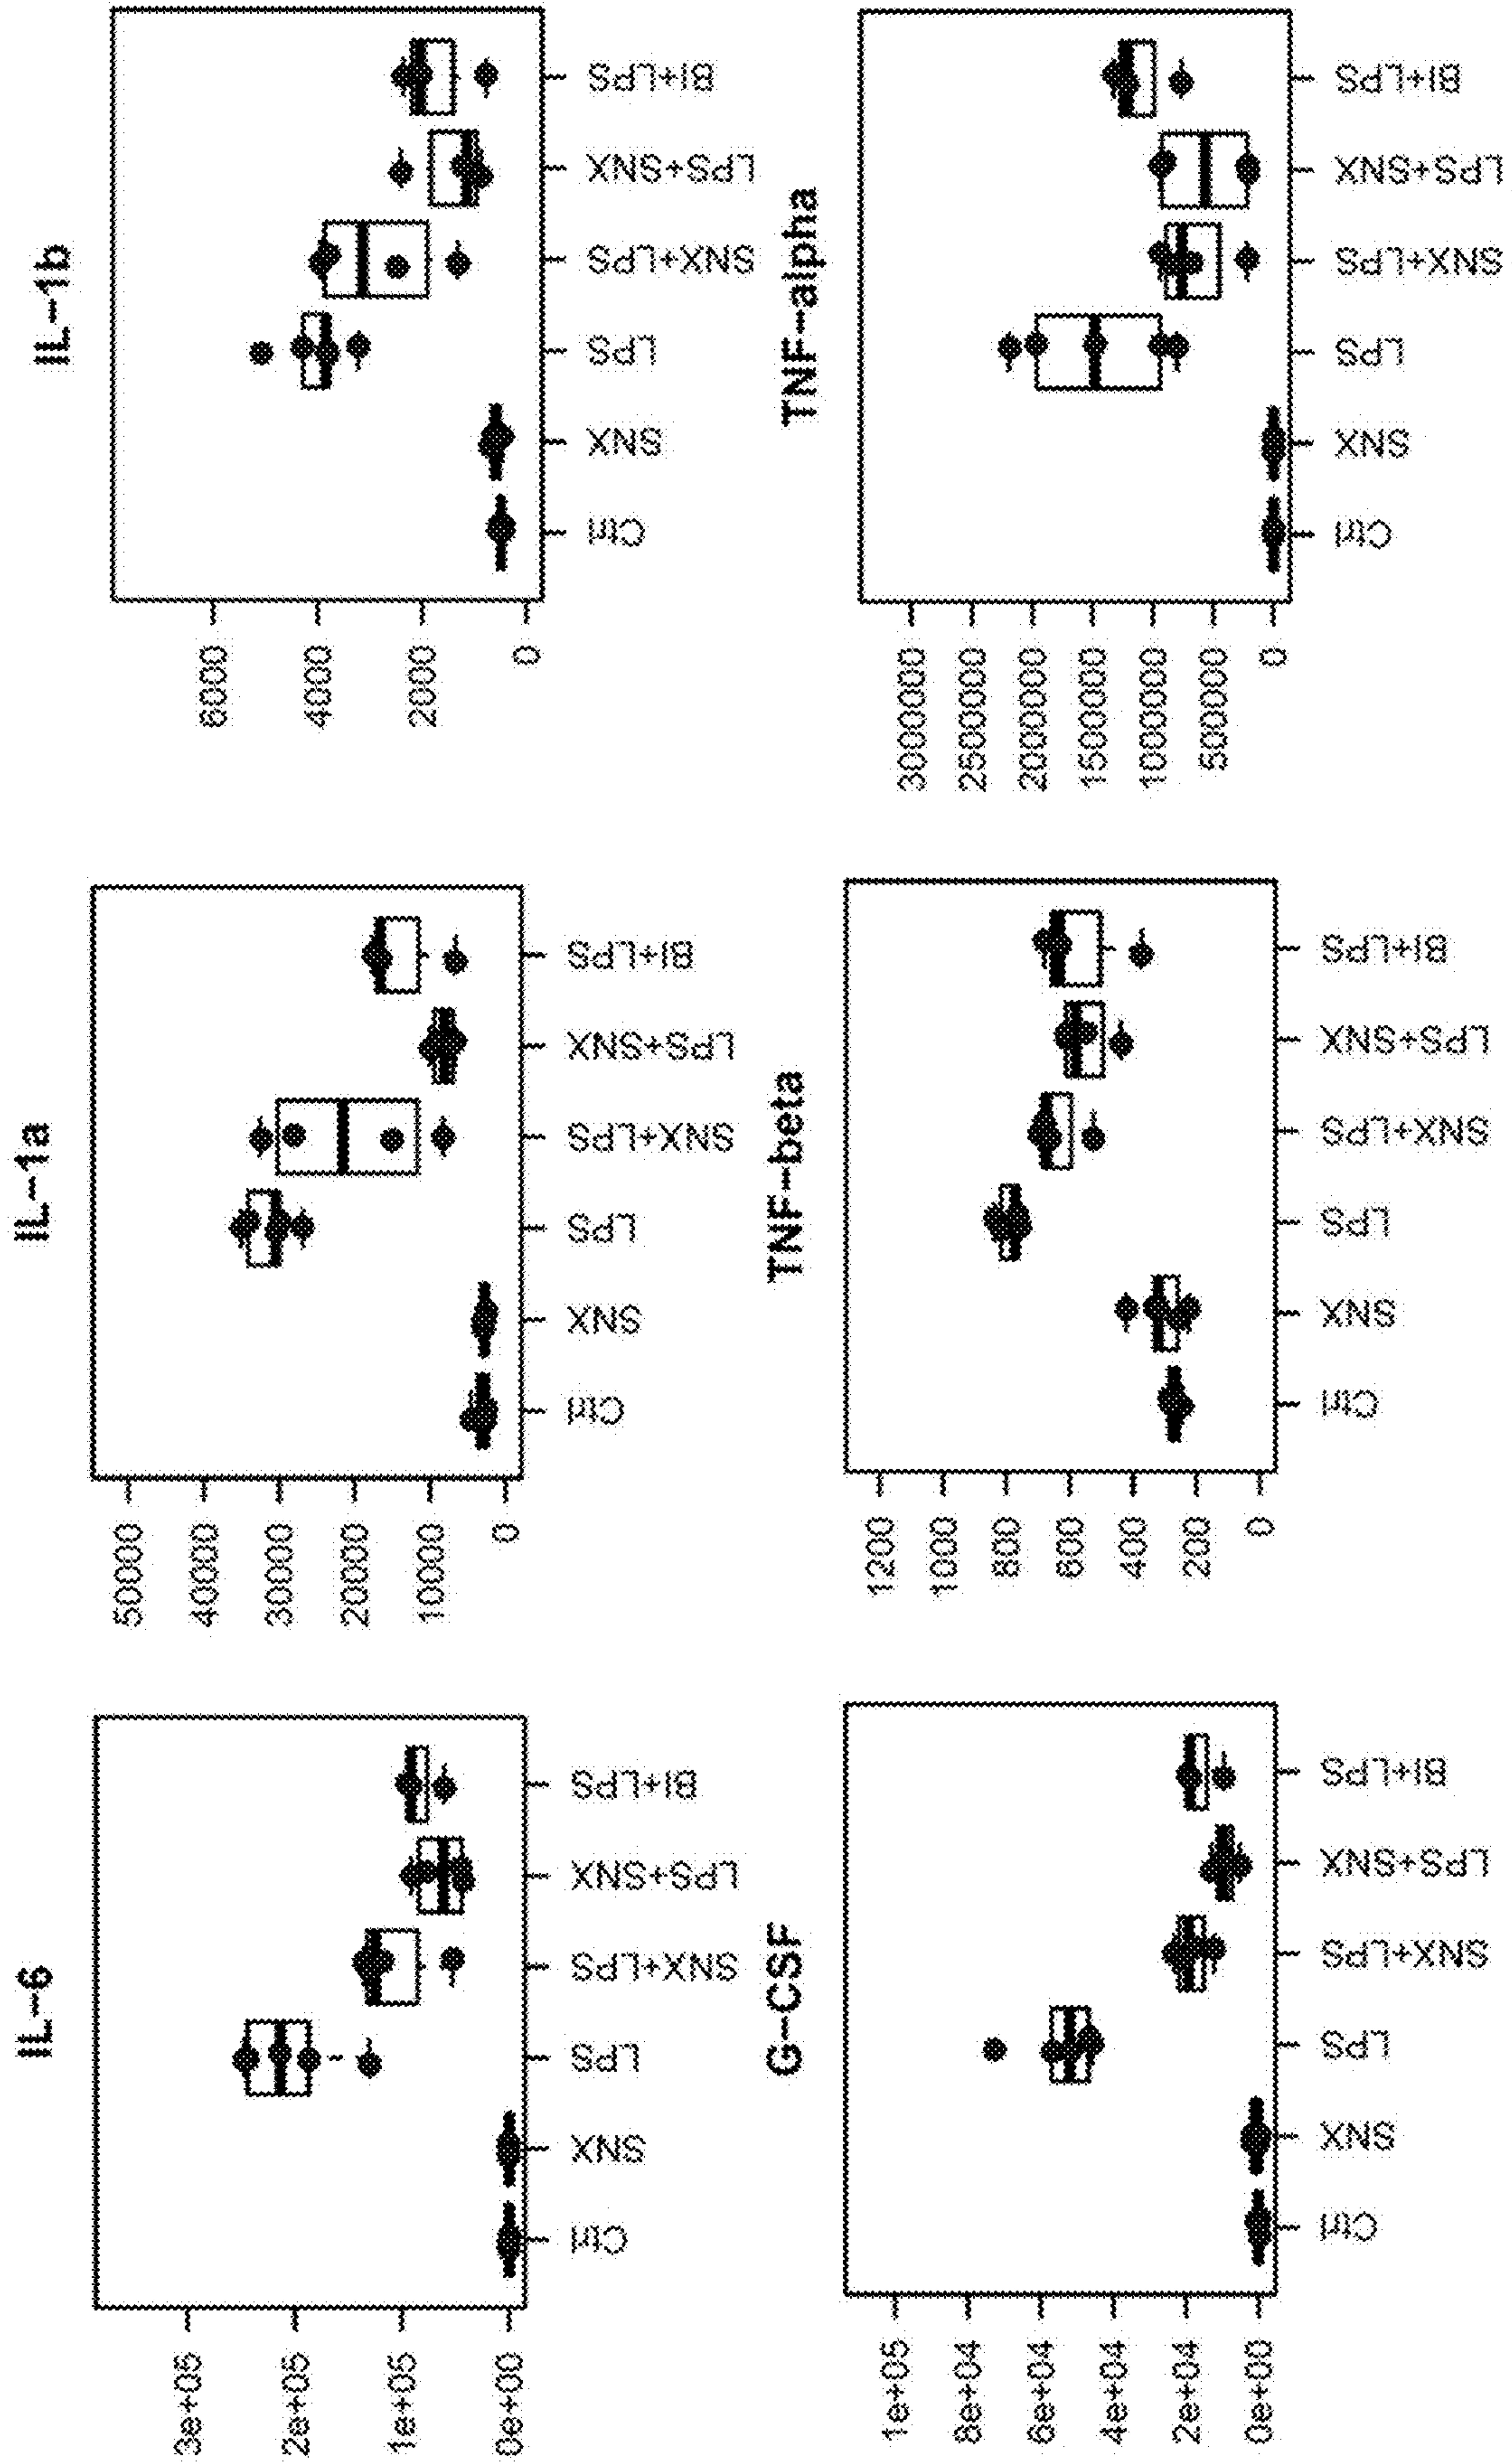 IL-6
3e+05
2e+05
1e+05
0e+00
Ctrl
SNX
LPS
SNX+LPS
LPS+SNX
BI+LPS
IL-1a
50000
40000
30000
20000
10000
0
Ctrl
SNX
LPS
SNX+LPS
LPS+SNX
BI+LPS
IL-1b
6000
4000
2000
0
Ctrl
SNX
LPS
SNX+LPS
LPS+SNX
BI+LPS
G-CSF
1e+05
8e+04
6e+04
4e+04
2e+04
0e+00
Ctrl
SNX
LPS
SNX+LPS
LPS+SNX
BI+LPS
TNF-beta
1200
1000
800
600
400
200
0
Ctrl
SNX
LPS
SNX+LPS
LPS+SNX
BI+LPS
TNF-alpha
3000000
2500000
2000000
1500000
1000000
500000
0
Ctrl
SNX
LPS
SNX+LPS
LPS+SNX
BI+LPS